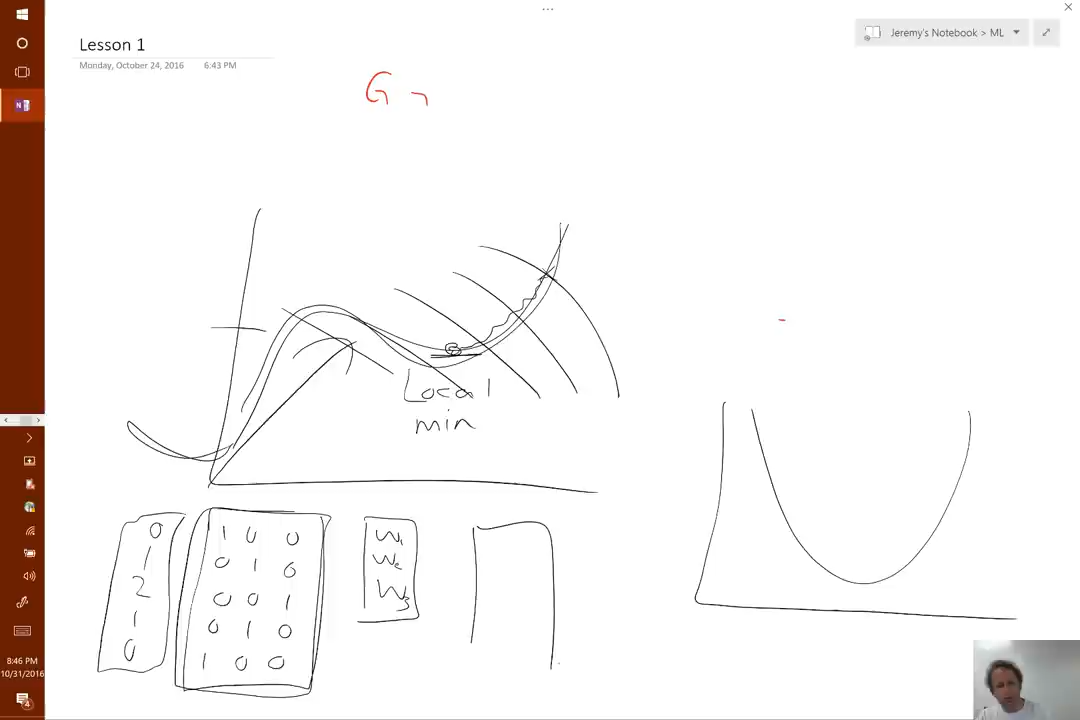 Lesson 1
Jeremy's Notebook > ML
Monday, October 24, 2016 6:43 PM
G
Local
min
0
1
2
1
0
1 0 0
0 1 0
0 0 1
0 1 0
1 0 0
W1
W2
W3
8:46 PM
10/31/2016
4